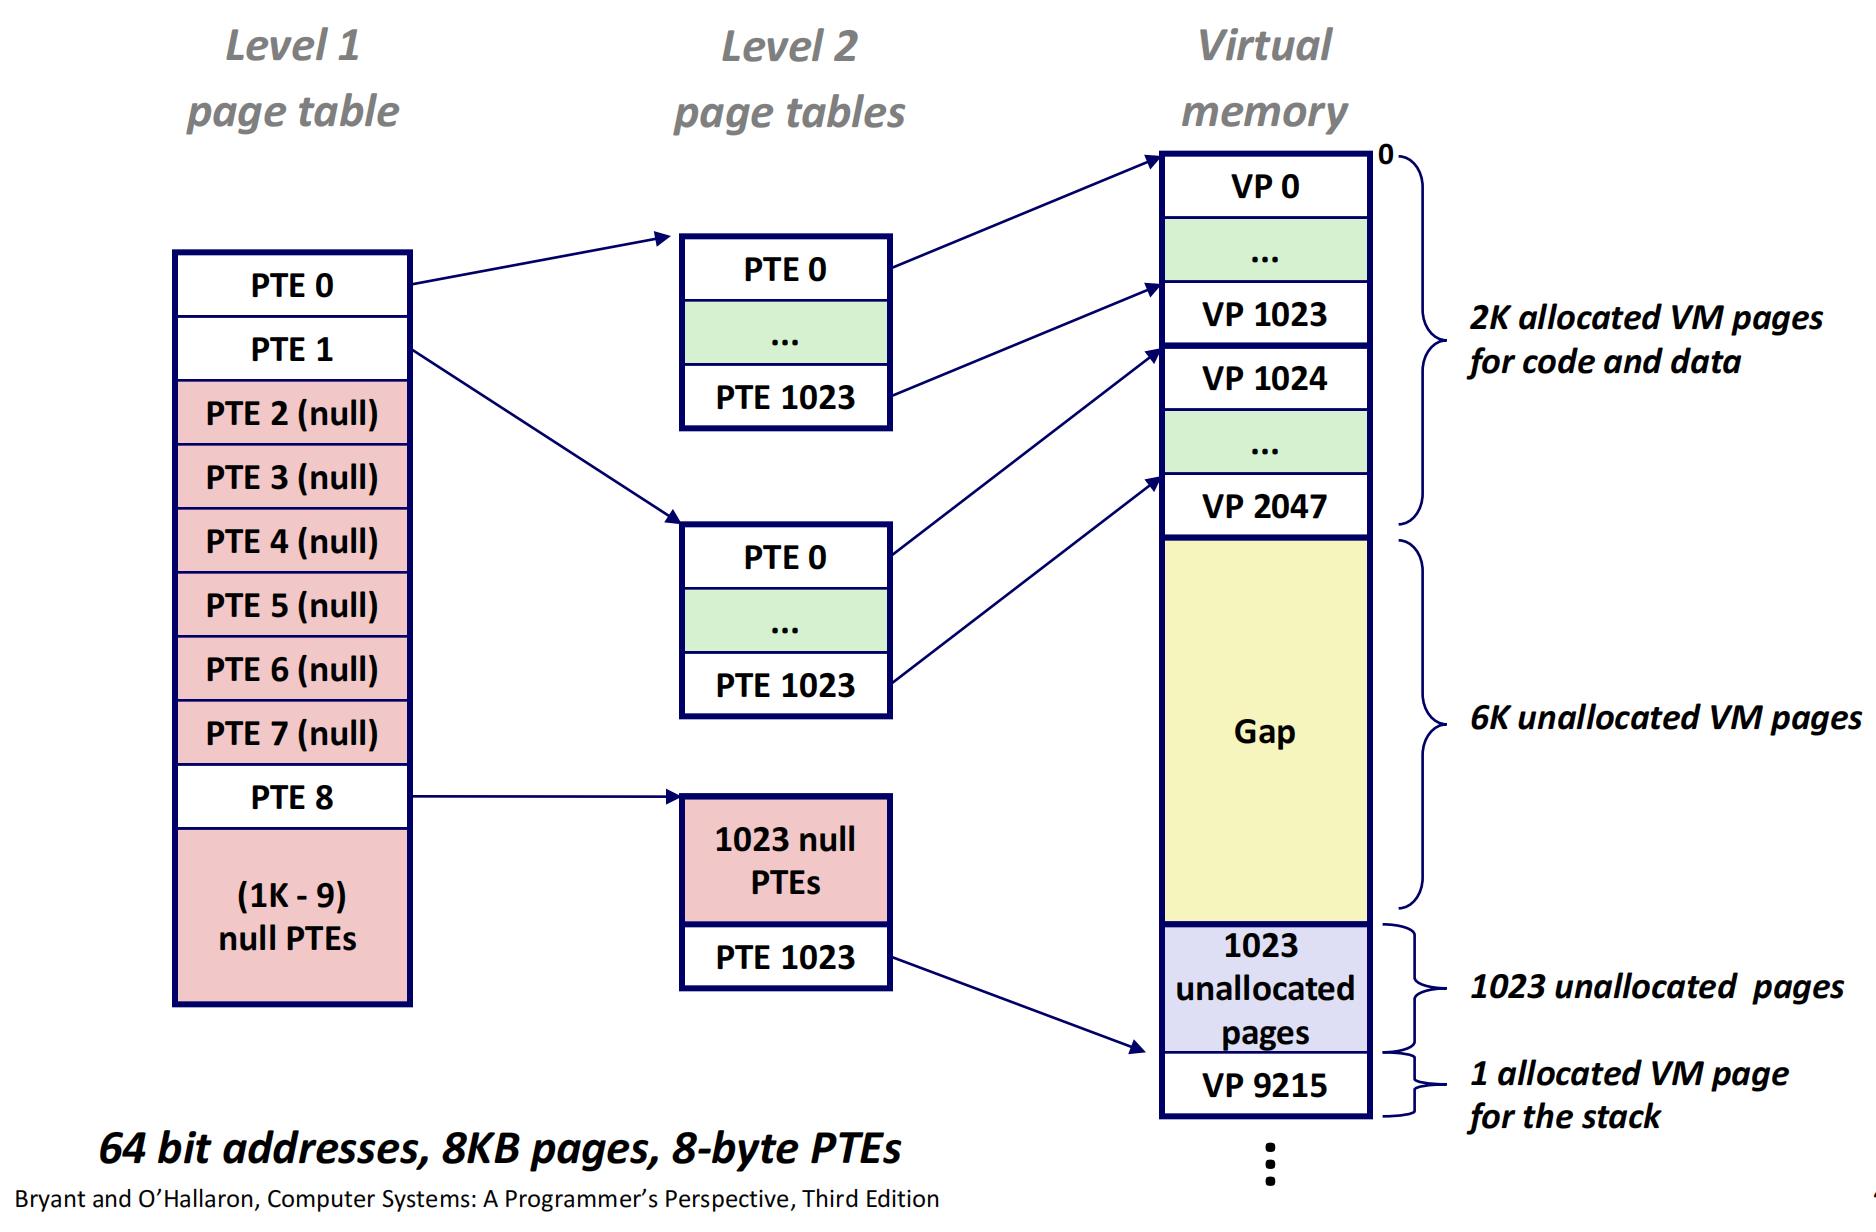 Level 1
page table
Level 2
page tables
Virtual
memory
PTE 0
PTE 1
PTE 2 (null)
PTE 3 (null)
PTE 4 (null)
PTE 5 (null)
PTE 6 (null)
PTE 7 (null)
PTE 8
(1K - 9)
null PTEs
PTE 0
...
PTE 1023
PTE 0
...
PTE 1023
1023 null
PTEs
PTE 1023
0
VP 0
...
VP 1023
VP 1024
...
VP 2047
Gap
1023
unallocated
pages
VP 9215
2K allocated VM pages
for code and data
6K unallocated VM pages
1023 unallocated  pages
1 allocated VM page
for the stack
64 bit addresses, 8KB pages, 8-byte PTEs
Bryant and O’Hallaron, Computer Systems: A Programmer’s Perspective, Third Edition